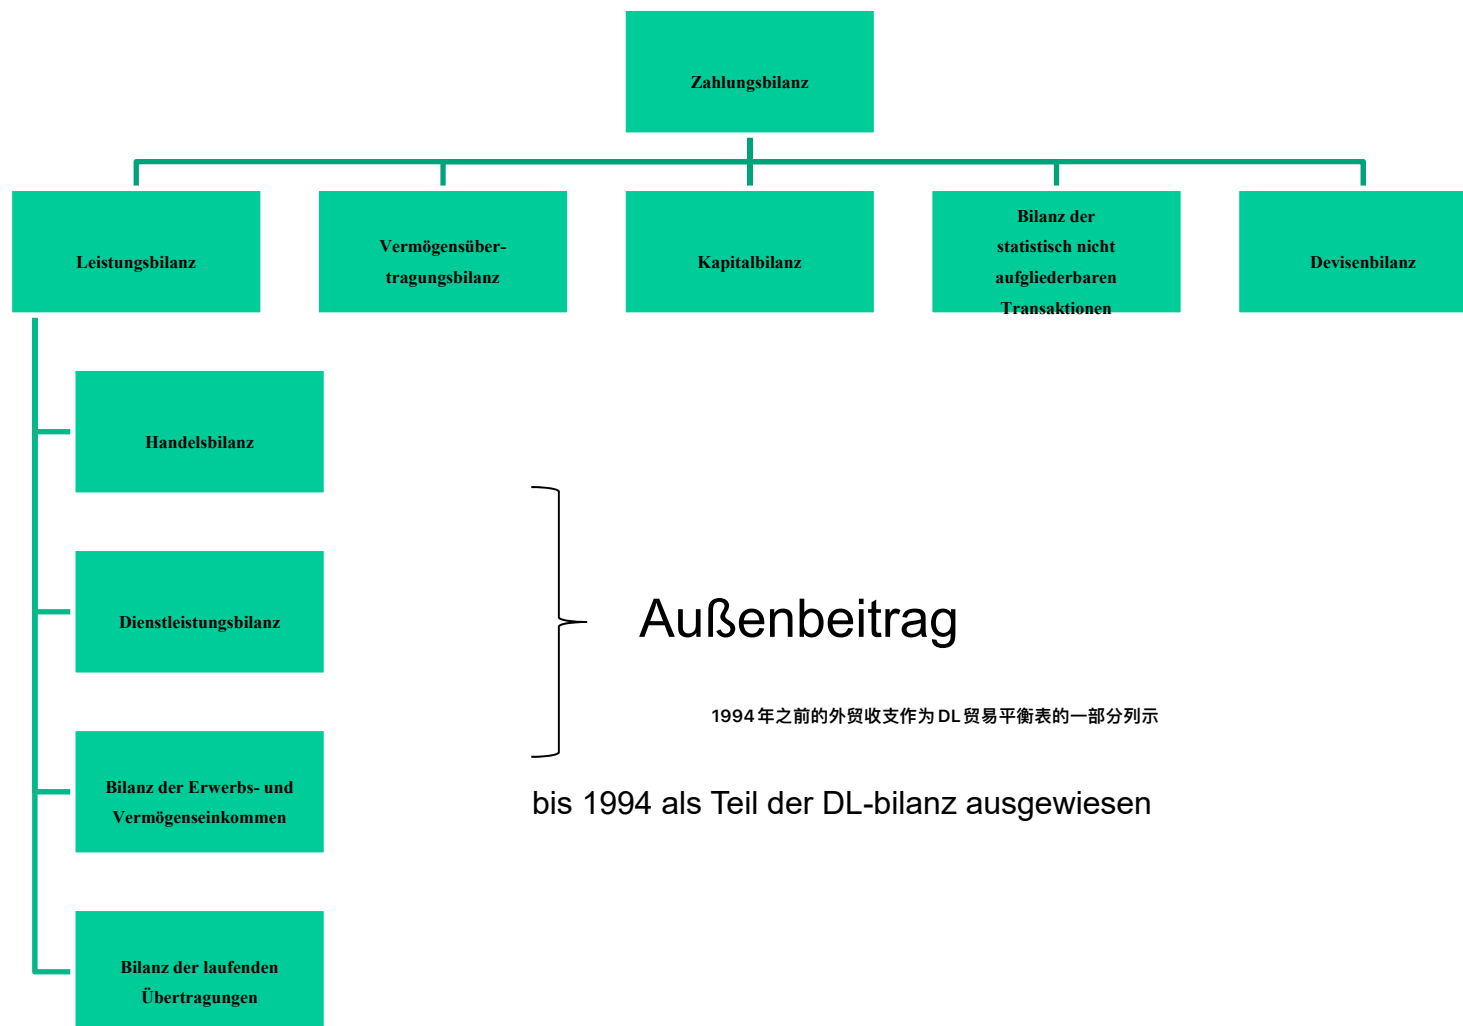 Zahlungsbilanz
Leistungsbilanz
Vermögensüber-
tragungsbilanz
Kapitalbilanz
Bilanz der
statistisch nicht
aufgliederbaren
Transaktionen
Devisenbilanz
Handelsbilanz
Dienstleistungsbilanz
Außenbeitrag
1994年之前的外贸收支作为DL贸易平衡表的一部分列示
Bilanz der Erwerbs- und
Vermögenseinkommen
bis 1994 als Teil der DL-bilanz ausgewiesen
Bilanz der laufenden
Übertragungen